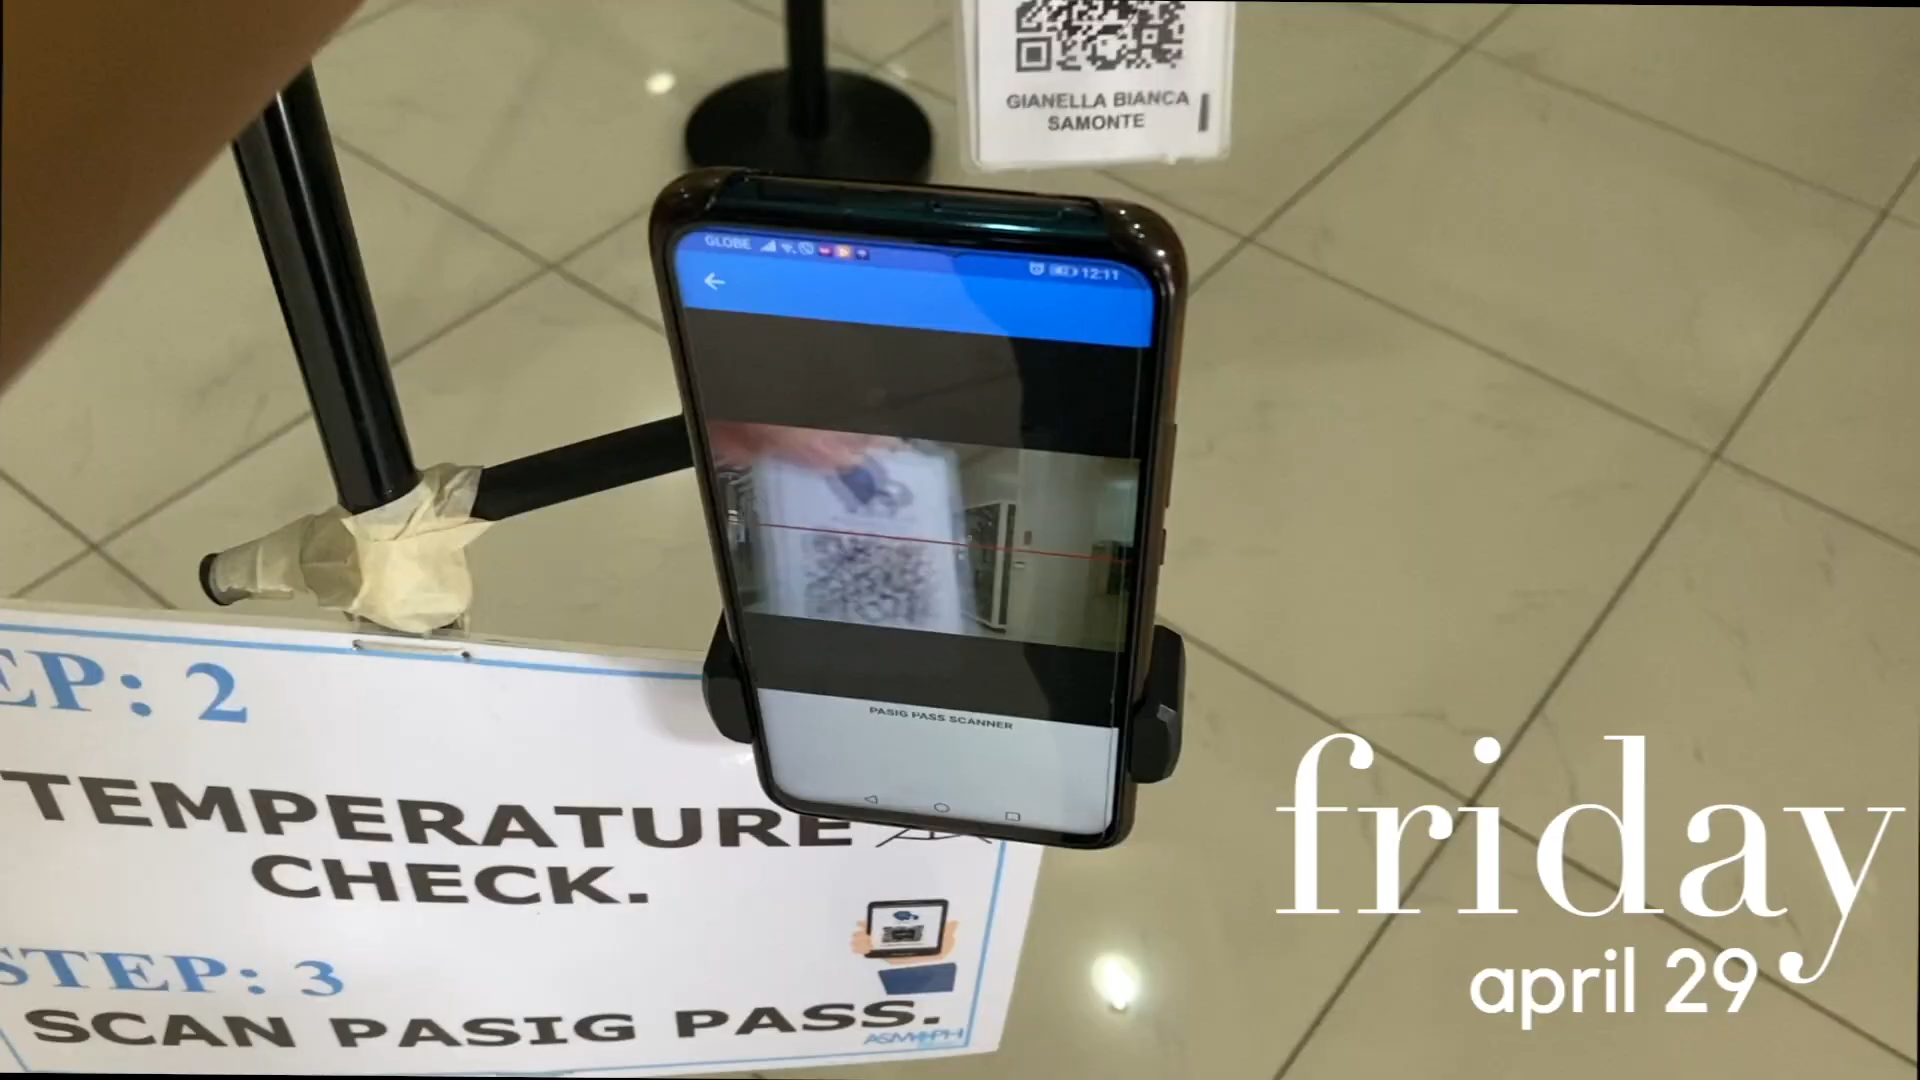 GIANELLA BIANCA
SAMONTE
GLOBE
12:11
PASIG PASS SCANNER
EP: 2
TEMPERATURE
CHECK.
STEP: 3
SCAN PASIG PASS.
friday
april 29